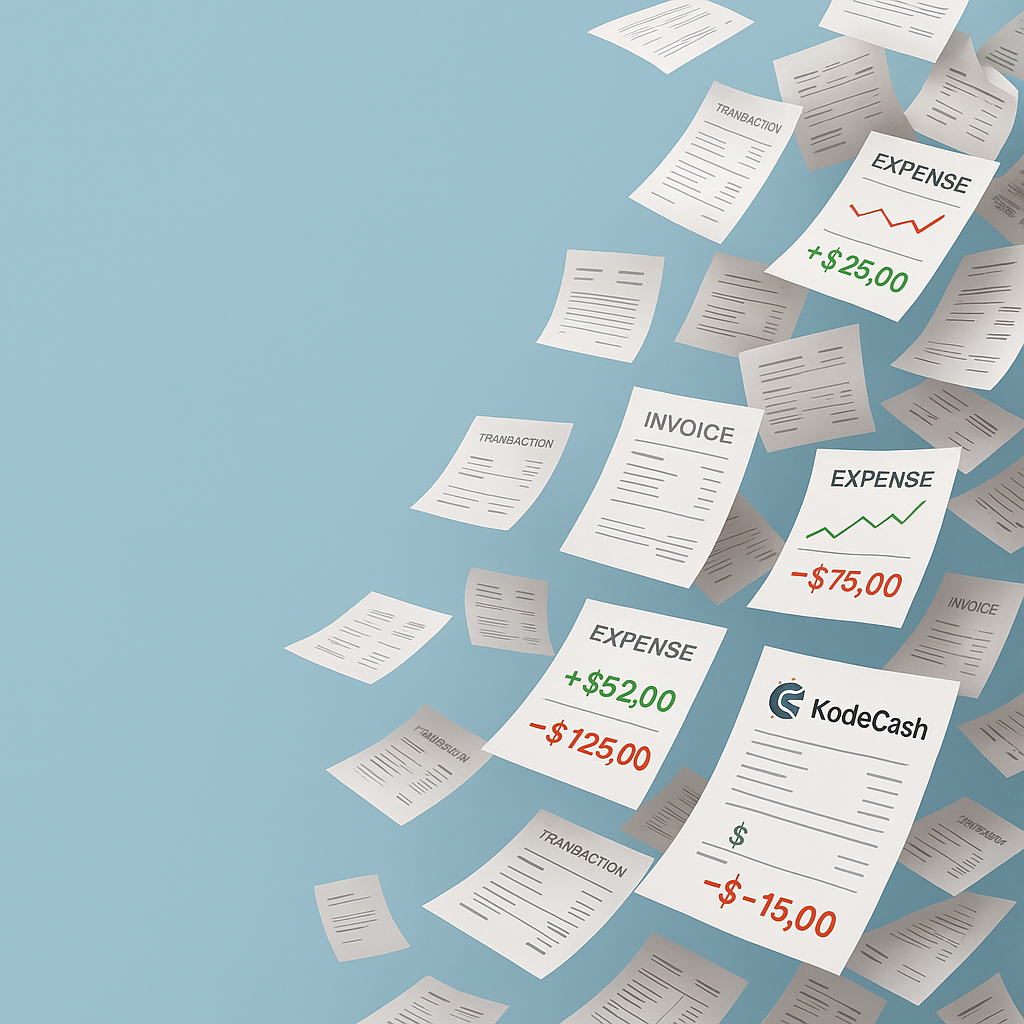 TRANBACTION
EXPENSE
+$25,00
INVOICE
TRANBACTION
EXPENSE
-$75,00
INVOICE
EXPENSE
+$52,00
-$125,00
KodeCash
$
-$-15,00
TRANBACTION